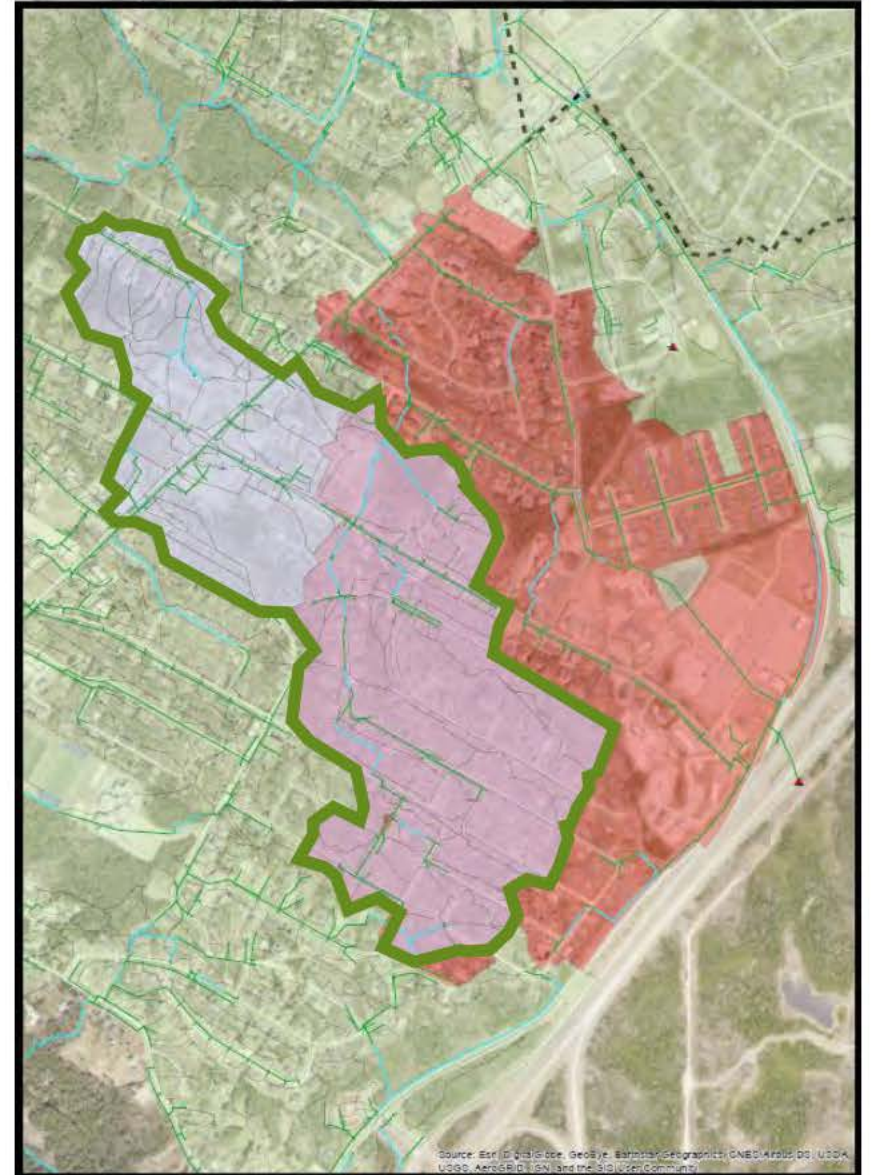 Source: Esri, DigitalGlobe, GeoEye, Earthstar Geographics, CNES/Airbus DS, USDA,
USGS, AeroGRID, IGN, and the GIS User Community